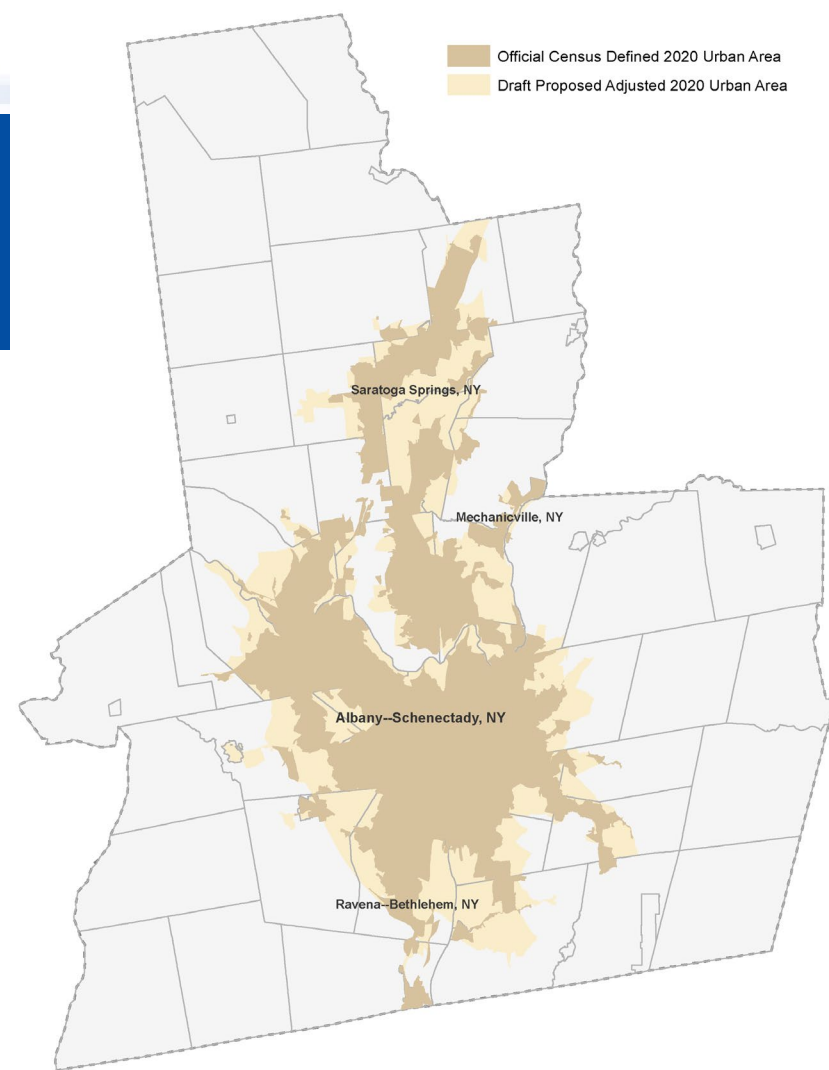 Official Census Defined 2020 Urban Area
Draft Proposed Adjusted 2020 Urban Area
Saratoga Springs, NY
Mechanicville, NY
Albany--Schenectady, NY
Ravena--Bethlehem, NY